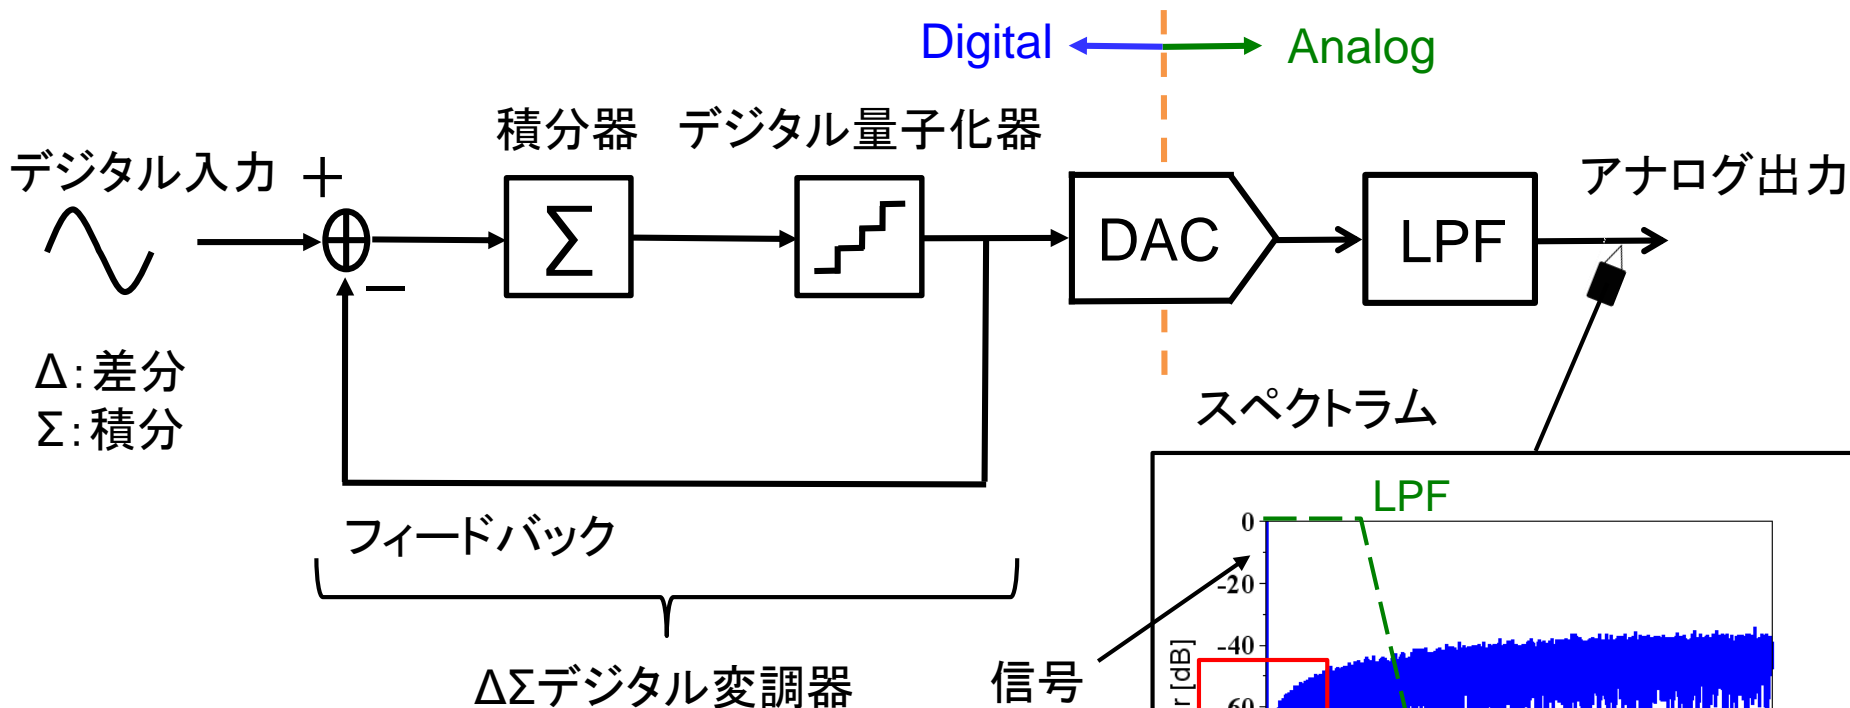 Digital
Analog
積分器
デジタル量子化器
デジタル入力
+
アナログ出力
Σ
DAC
LPF
−
Δ:差分
Σ:積分
スペクトラム
フィードバック
LPF
0
-20
-40
信号
ΔΣデジタル変調器
[dB]